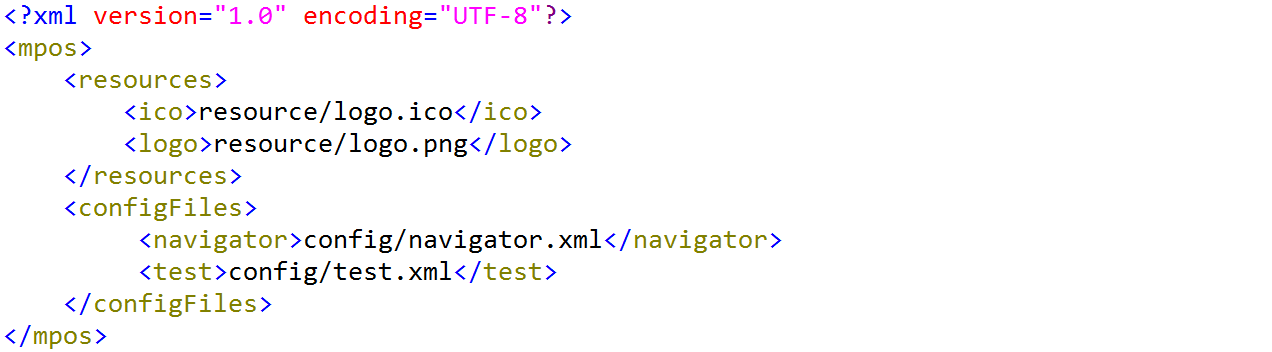 <?xml version="1.0" encoding="UTF-8"?>
<mpos>
    <resources>
        <ico>resource/logo.ico</ico>
        <logo>resource/logo.png</logo>
    </resources>
    <configFiles>
         <navigator>config/navigator.xml</navigator>
         <test>config/test.xml</test>
    </configFiles>
</mpos>